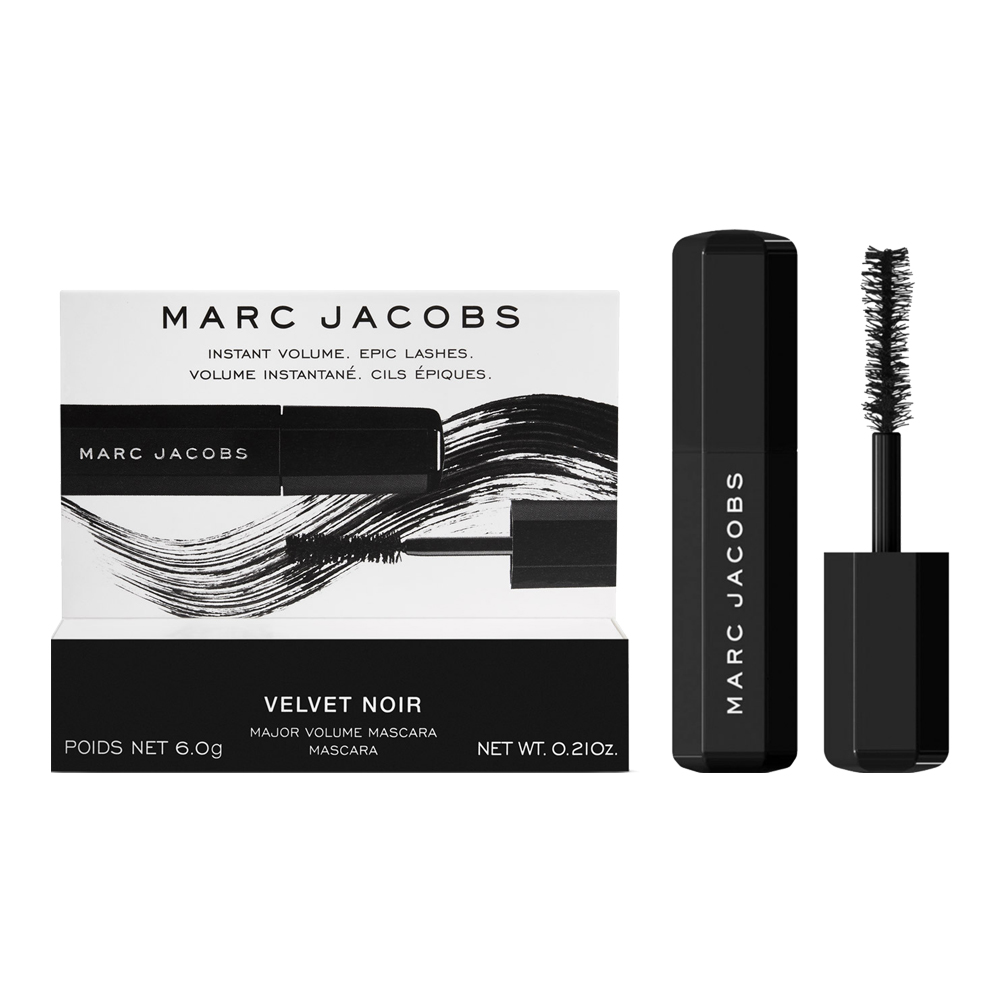 MARC JACOBS
INSTANT VOLUME. EPIC LASHES.
VOLUME INSTANTANÉ. CILS ÉPIQUES.
MARC JACOBS
VELVET NOIR
MAJOR VOLUME MASCARA
MASCARA
POIDS NET 6.0g
NET WT. 0.21Oz.
MARC JACOBS